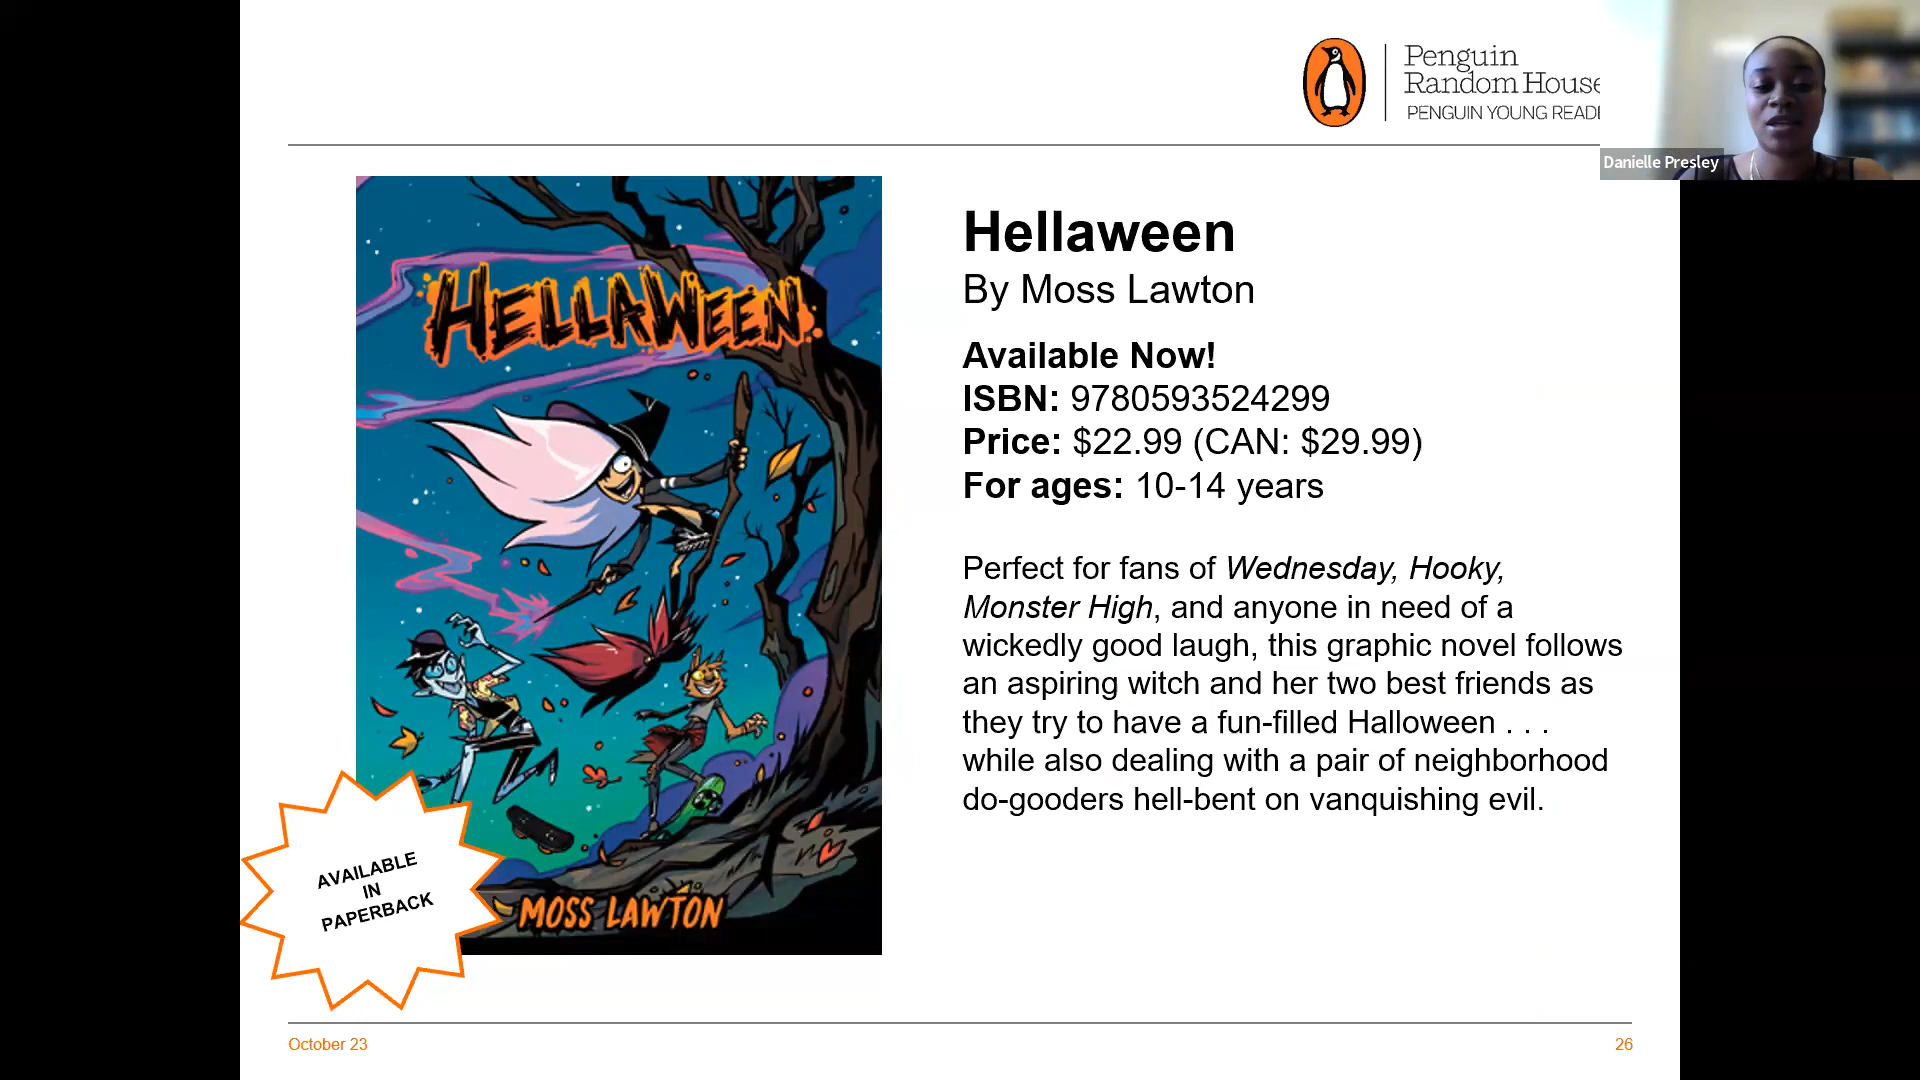 Penguin
Random House
PENGUIN YOUNG READ
Danielle Presley
HELLAWEEN
MOSS LAWTON
AVAILABLE
IN
PAPERBACK
Hellaween
By Moss Lawton
Available Now!
ISBN: 9780593524299
Price: $22.99 (CAN: $29.99)
For ages: 10-14 years
Perfect for fans of Wednesday, Hooky,
Monster High, and anyone in need of a
wickedly good laugh, this graphic novel follows
an aspiring witch and her two best friends as
they try to have a fun-filled Halloween . . .
while also dealing with a pair of neighborhood
do-gooders hell-bent on vanquishing evil.
October 23
26